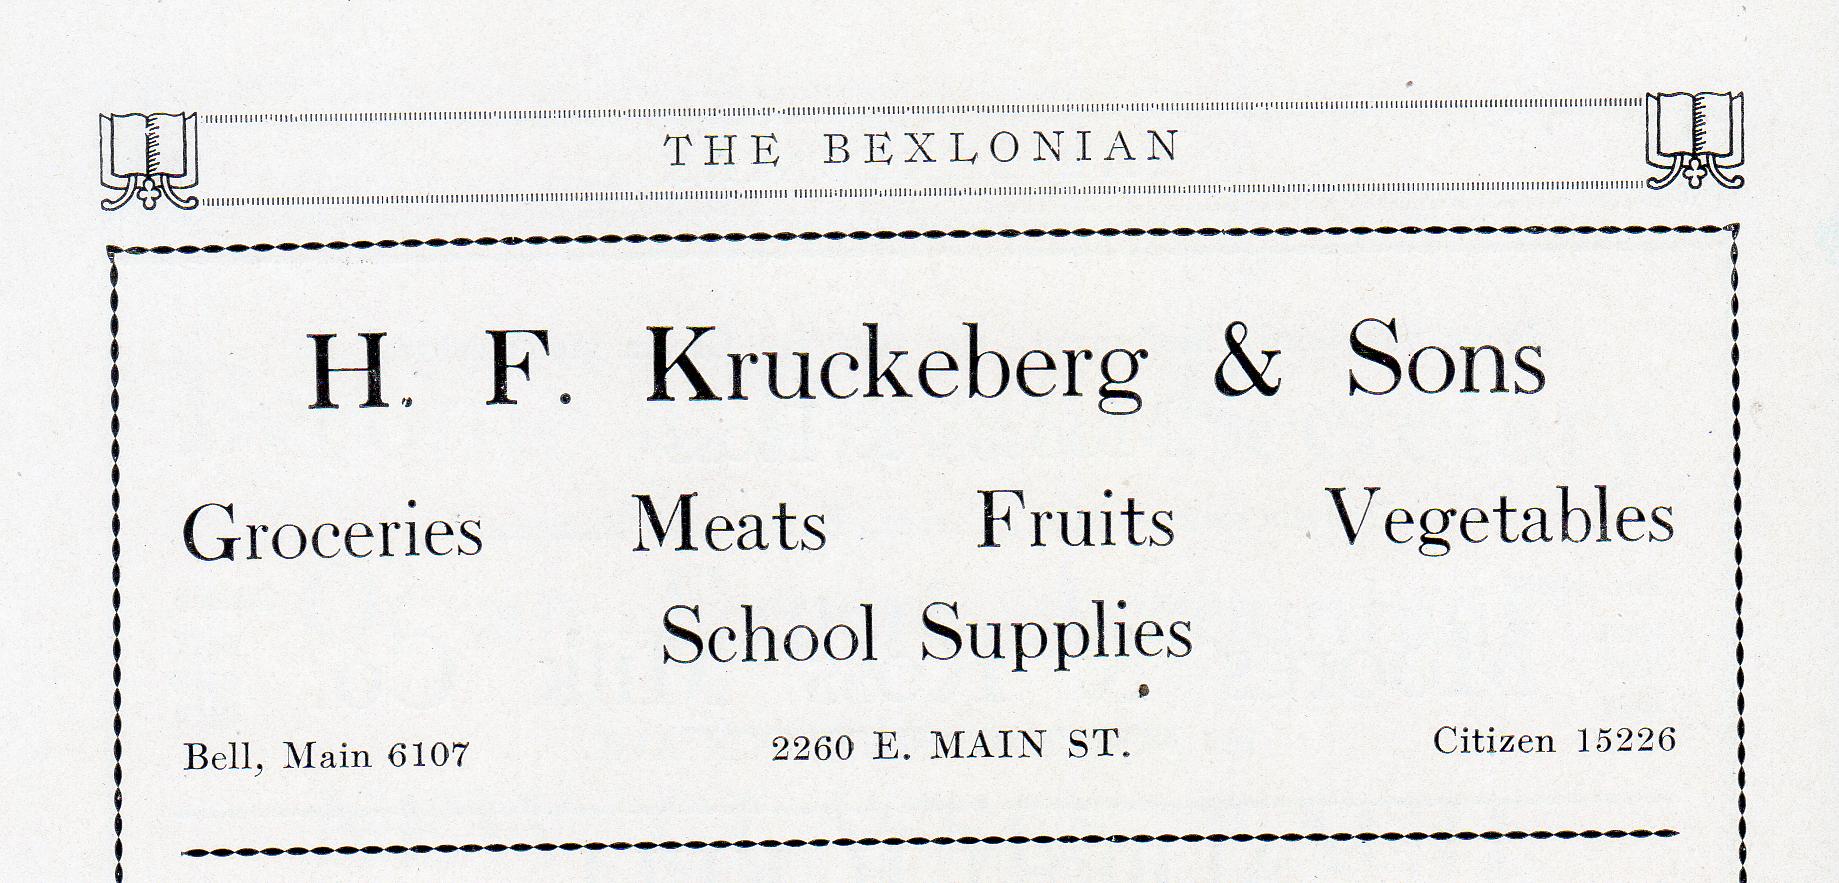 THE BEXLONIAN
H. F. Kruckeberg & Sons
Groceries Meats Fruits Vegetables
School Supplies
Bell, Main 6107 2260 E. MAIN ST. Citizen 15226